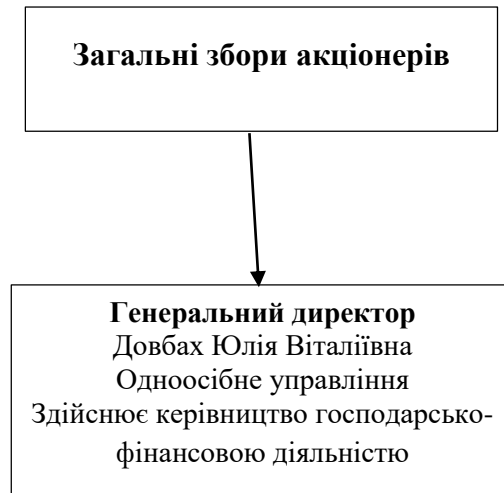 Загальні збори акціонерів
Генеральний директор
Довбах Юлія Віталіївна
Одноосібне управління
Здійснює керівництво господарсько-
фінансовою діяльністю